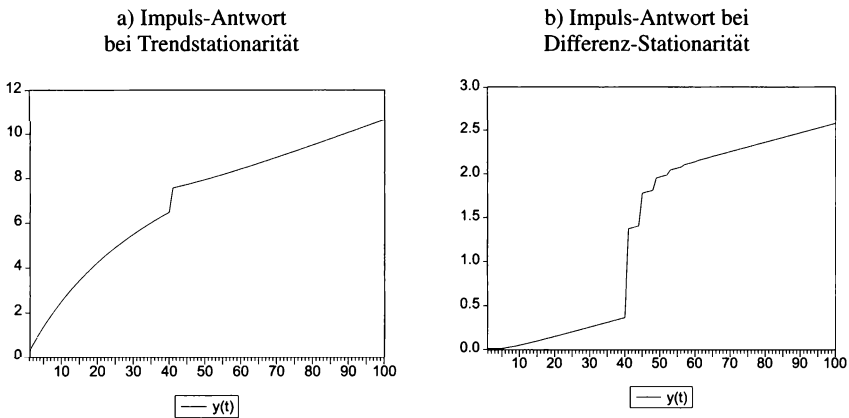 a) Impuls-Antwort
bei Trendstationarität
b) Impuls-Antwort bei
Differenz-Stationarität
12
10
8
6
4
2
0
10 20 30 40 50 60 70 80 90 100
y(t)
3.0
2.5
2.0
1.5
1.0
0.5
0.0
10 20 30 40 50 60 70 80 90 100
y(t)